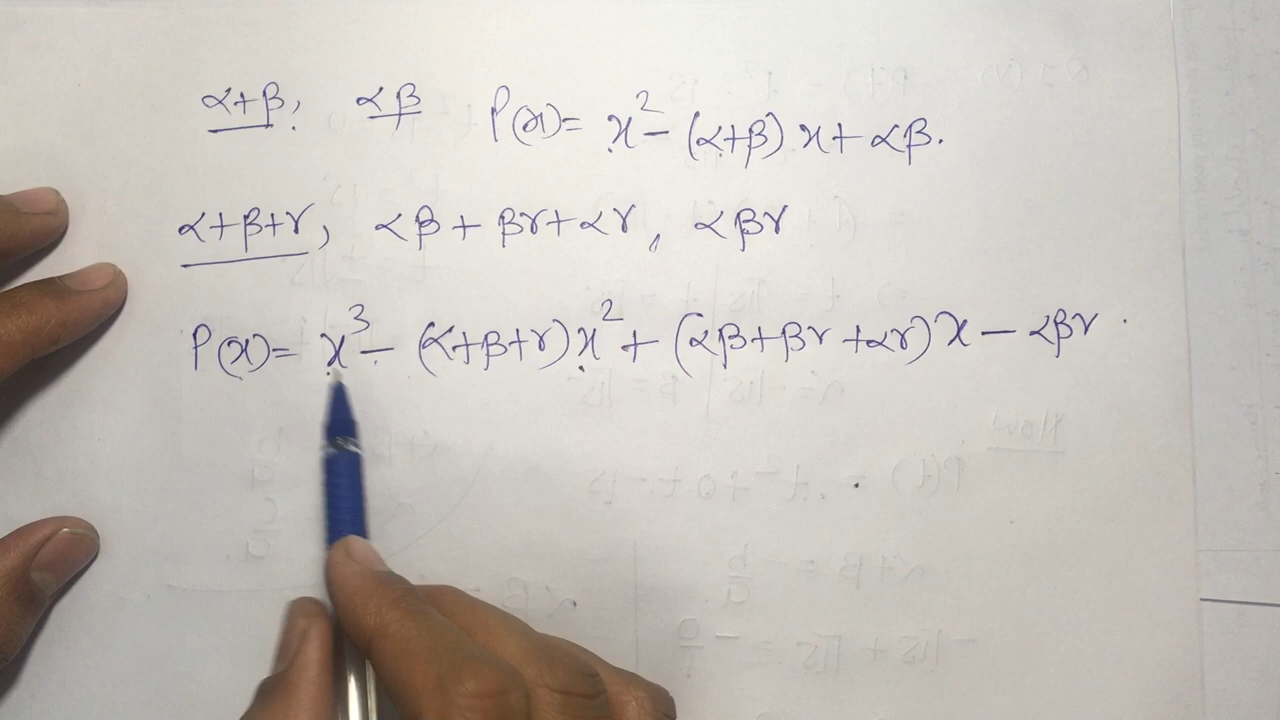 α+β, αβ P(x)= x² - (α+β) x + αβ.
α+β+γ, αβ + βγ + αγ, αβγ
P(x)= x³ - (α+β+γ)x² + (αβ+βγ+αγ)x - αβγ.